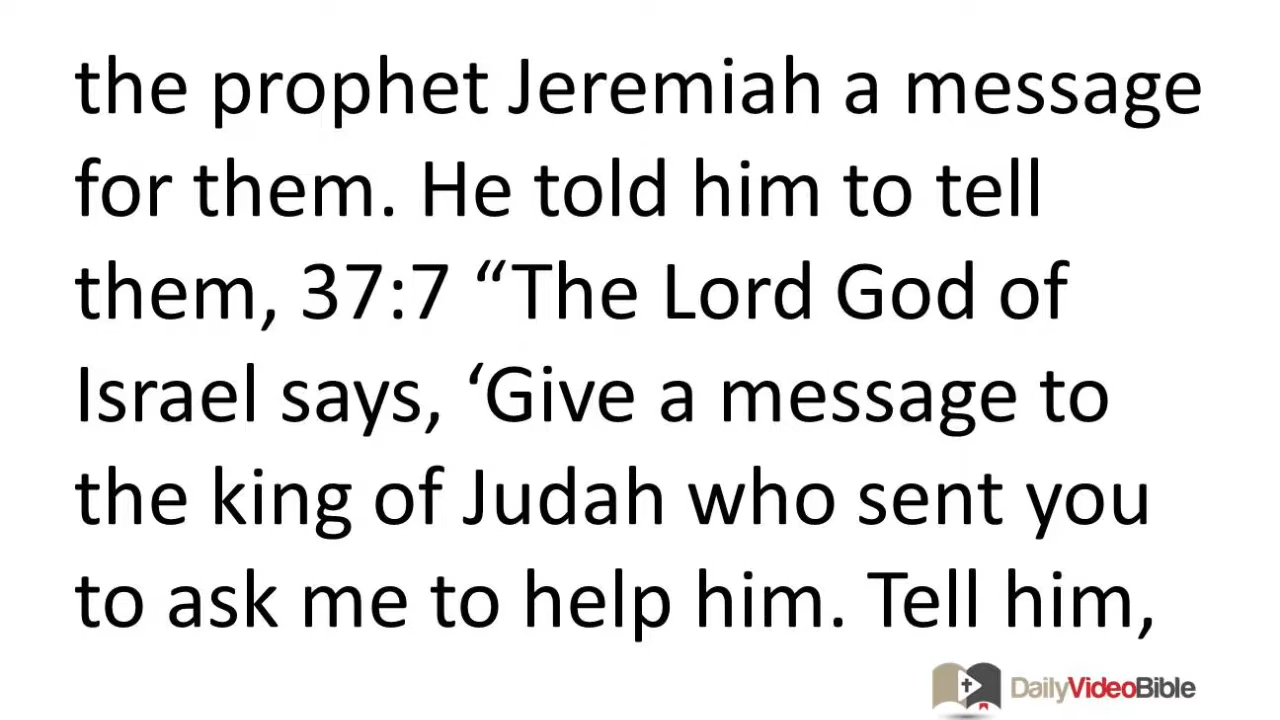 the prophet Jeremiah a message
for them. He told him to tell
them, 37:7 “The Lord God of
Israel says, ‘Give a message to
the king of Judah who sent you
to ask me to help him. Tell him,
DailyVideoBible